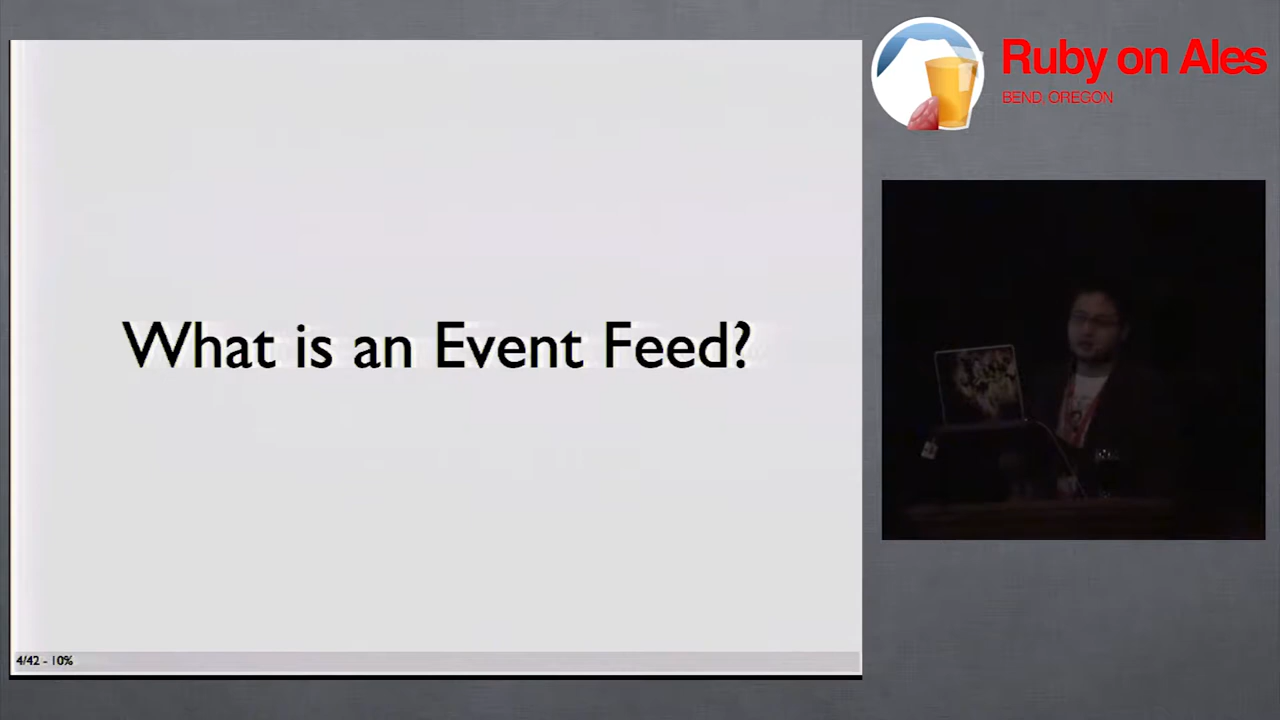 Ruby on Ales
BEND, OREGON
What is an Event Feed?
4/42 - 10%